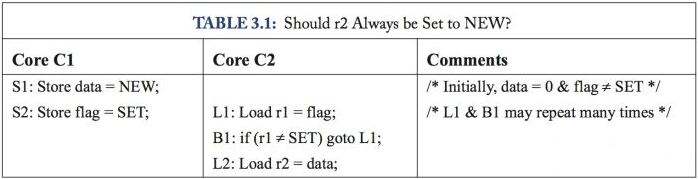 TABLE 3.1: Should r2 Always be Set to NEW?
Core C1 Core C2 Comments
S1: Store data = NEW; /* Initially, data = 0 & flag ≠ SET */
S2: Store flag = SET; L1: Load r1 = flag; /* L1 & B1 may repeat many times */
B1: if (r1 ≠ SET) goto L1;
L2: Load r2 = data;